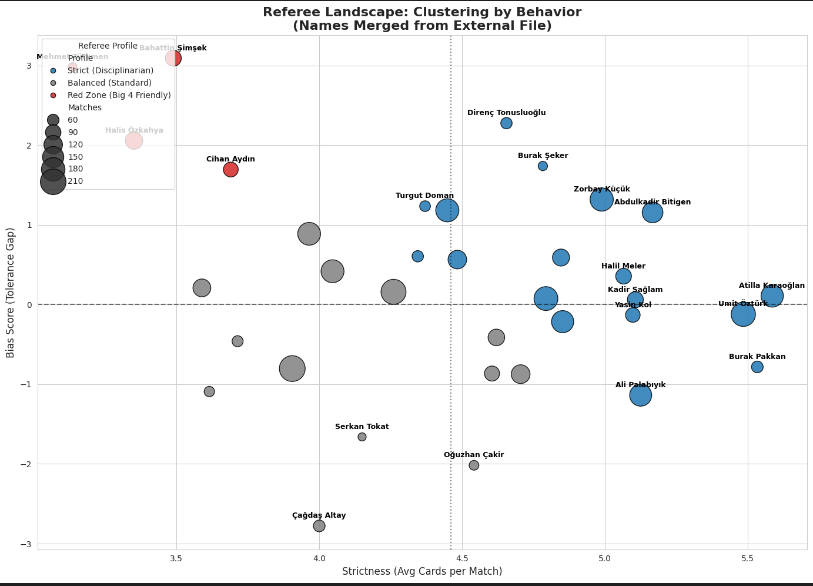 Referee Landscape: Clustering by Behavior
(Names Merged from External File)
Bias Score (Tolerance Gap)
3
2
1
0
−1
−2
−3
Referee Profile
Profile
Strict (Disciplinarian)
Balanced (Standard)
Red Zone (Big 4 Friendly)
Matches
60
90
120
150
180
210
Bahattin Şimşek
Halis Özkahya
Cihan Aydın
Direnç Tonusluoğlu
Burak Şeker
Turgut Doman
Zorbay Küçük
Abdulkadir Bitigen
Halil Meler
Kadir Sağlam
Yasin Kol
Atilla Karaoğlan
Ümit Öztürk
Burak Pakkan
Ali Palabıyık
Serkan Tokat
Oğuzhan Çakir
Çağdaş Altay
3.5
4.0
4.5
5.0
5.5
Strictness (Avg Cards per Match)